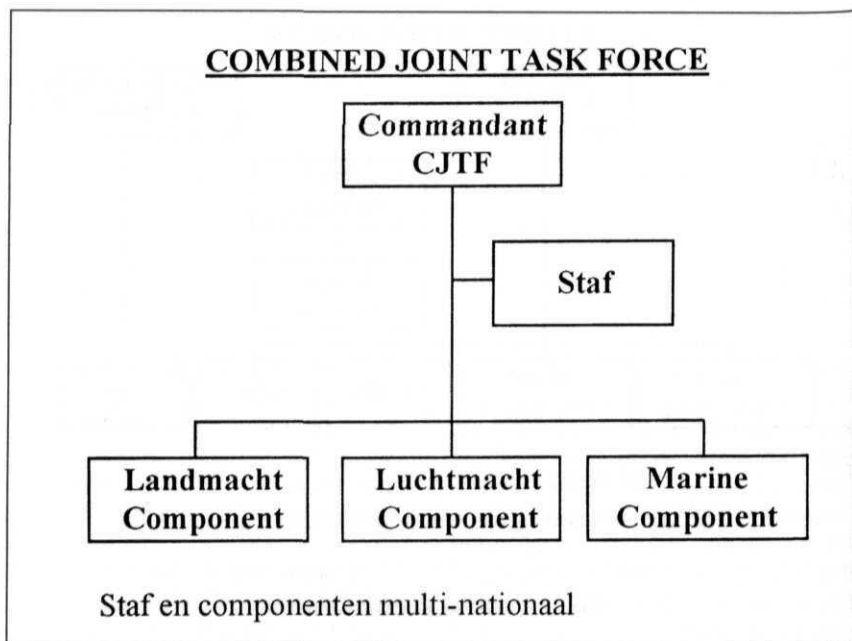 COMBINED JOINT TASK FORCE
Commandant
CJTF
Staf
Landmacht
Component
Luchtmacht
Component
Marine
Component
Staf en componenten multi-nationaal